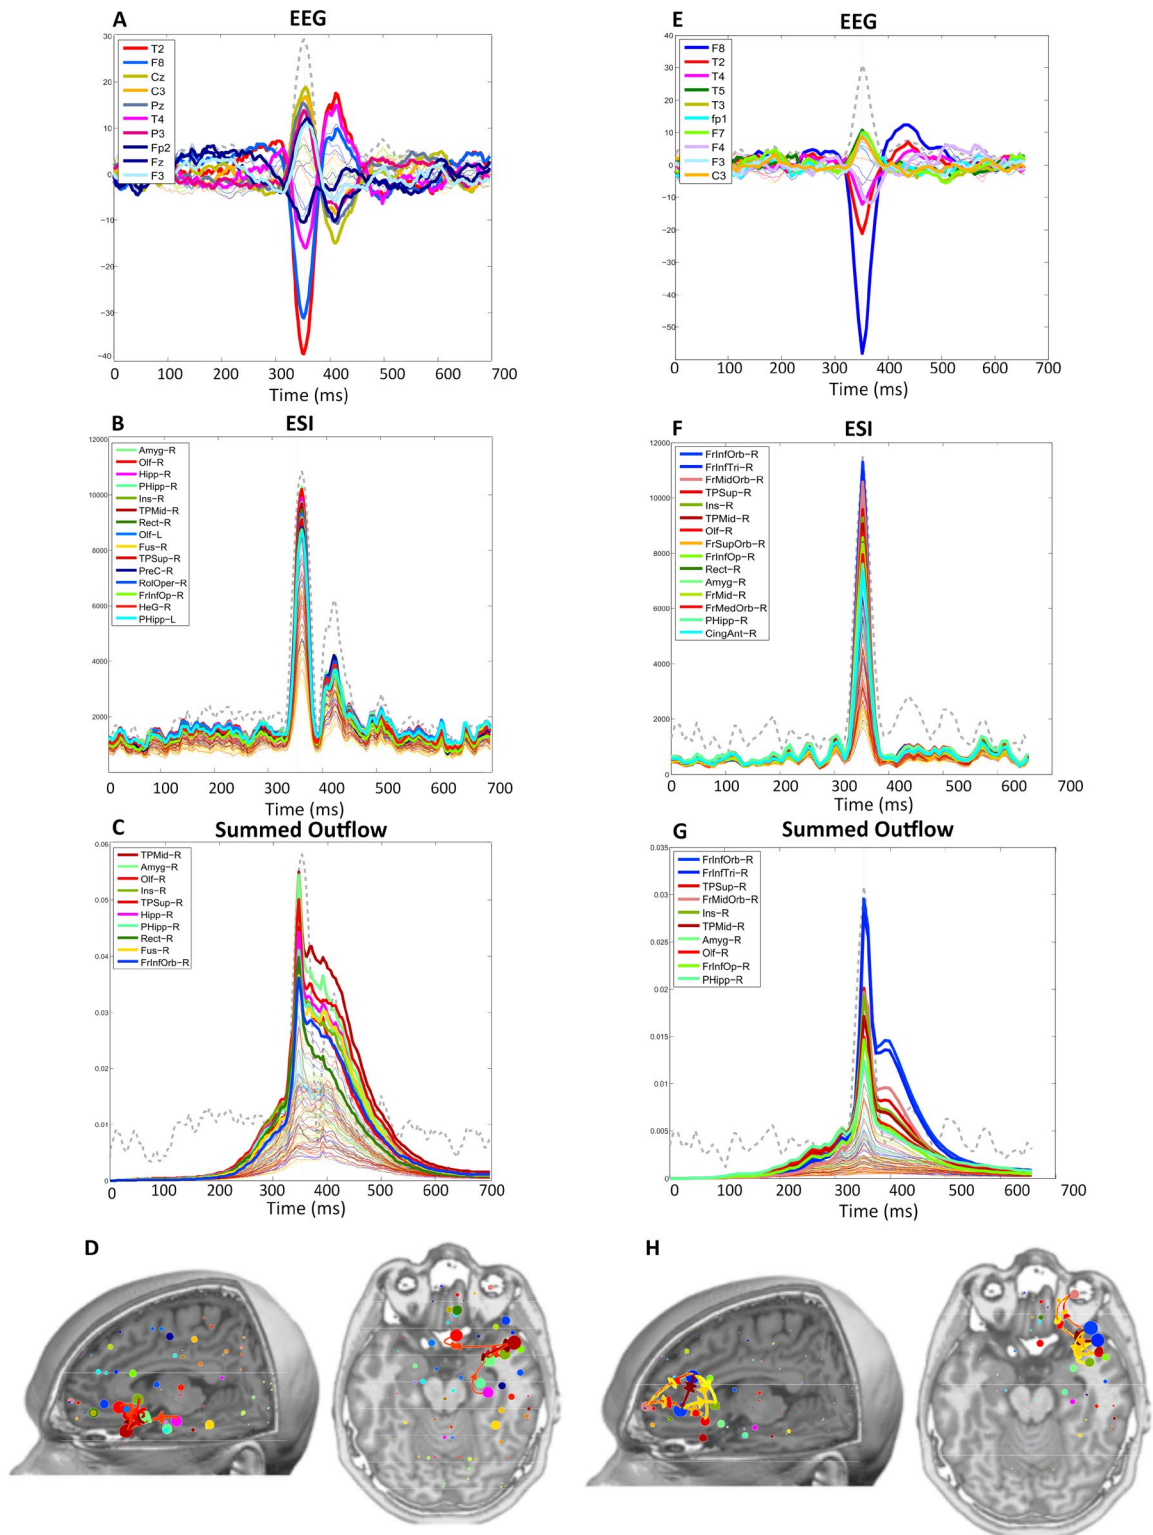 A
EEG
30
20
10
0
−10
−20
−30
−40
T2
F8
Cz
C3
Pz
T4
P3
Fp2
Fz
F3
0 100 200 300 400 500 600 700
Time (ms)
E
EEG
40
30
20
10
0
−10
−20
−30
−40
−50
F8
T2
T4
T5
T3
fp1
F7
F4
F3
C3
0 100 200 300 400 500 600 700
Time (ms)
B
ESI
12000
10000
8000
6000
4000
2000
Amyg−R
Olf−R
Hipp−R
PHipp−R
Ins−R
TPMid−R
Rect−R
Olf−L
Fus−R
TPSup−R
PreC−R
RolOper−R
FrInfOp−R
HeG−R
PHipp−L
0 100 200 300 400 500 600 700
Time (ms)
F
ESI
12000
10000
8000
6000
4000
2000
0
FrInfOrb−R
FrInfTri−R
FrMidOrb−R
TPSup−R
Ins−R
TPMid−R
Olf−R
FrSupOrb−R
FrInfOp−R
Rect−R
Amyg−R
FrMid−R
FrMedOrb−R
PHipp−R
CingAnt−R
0 100 200 300 400 500 600 700
Time (ms)
C
Summed Outflow
0.06
0.05
0.04
0.03
0.02
0.01
0
TPMid−R
Amyg−R
Olf−R
Ins−R
TPSup−R
Hipp−R
PHipp−R
Rect−R
Fus−R
FrInfOrb−R
0 100 200 300 400 500 600 700
Time (ms)
G
Summed Outflow
0.035
0.03
0.025
0.02
0.015
0.01
0.005
0
FrInfOrb−R
FrInfTri−R
TPSup−R
FrMidOrb−R
Ins−R
TPMid−R
Amyg−R
Olf−R
FrInfOp−R
PHipp−R
0 100 200 300 400 500 600 700
Time (ms)
D
H